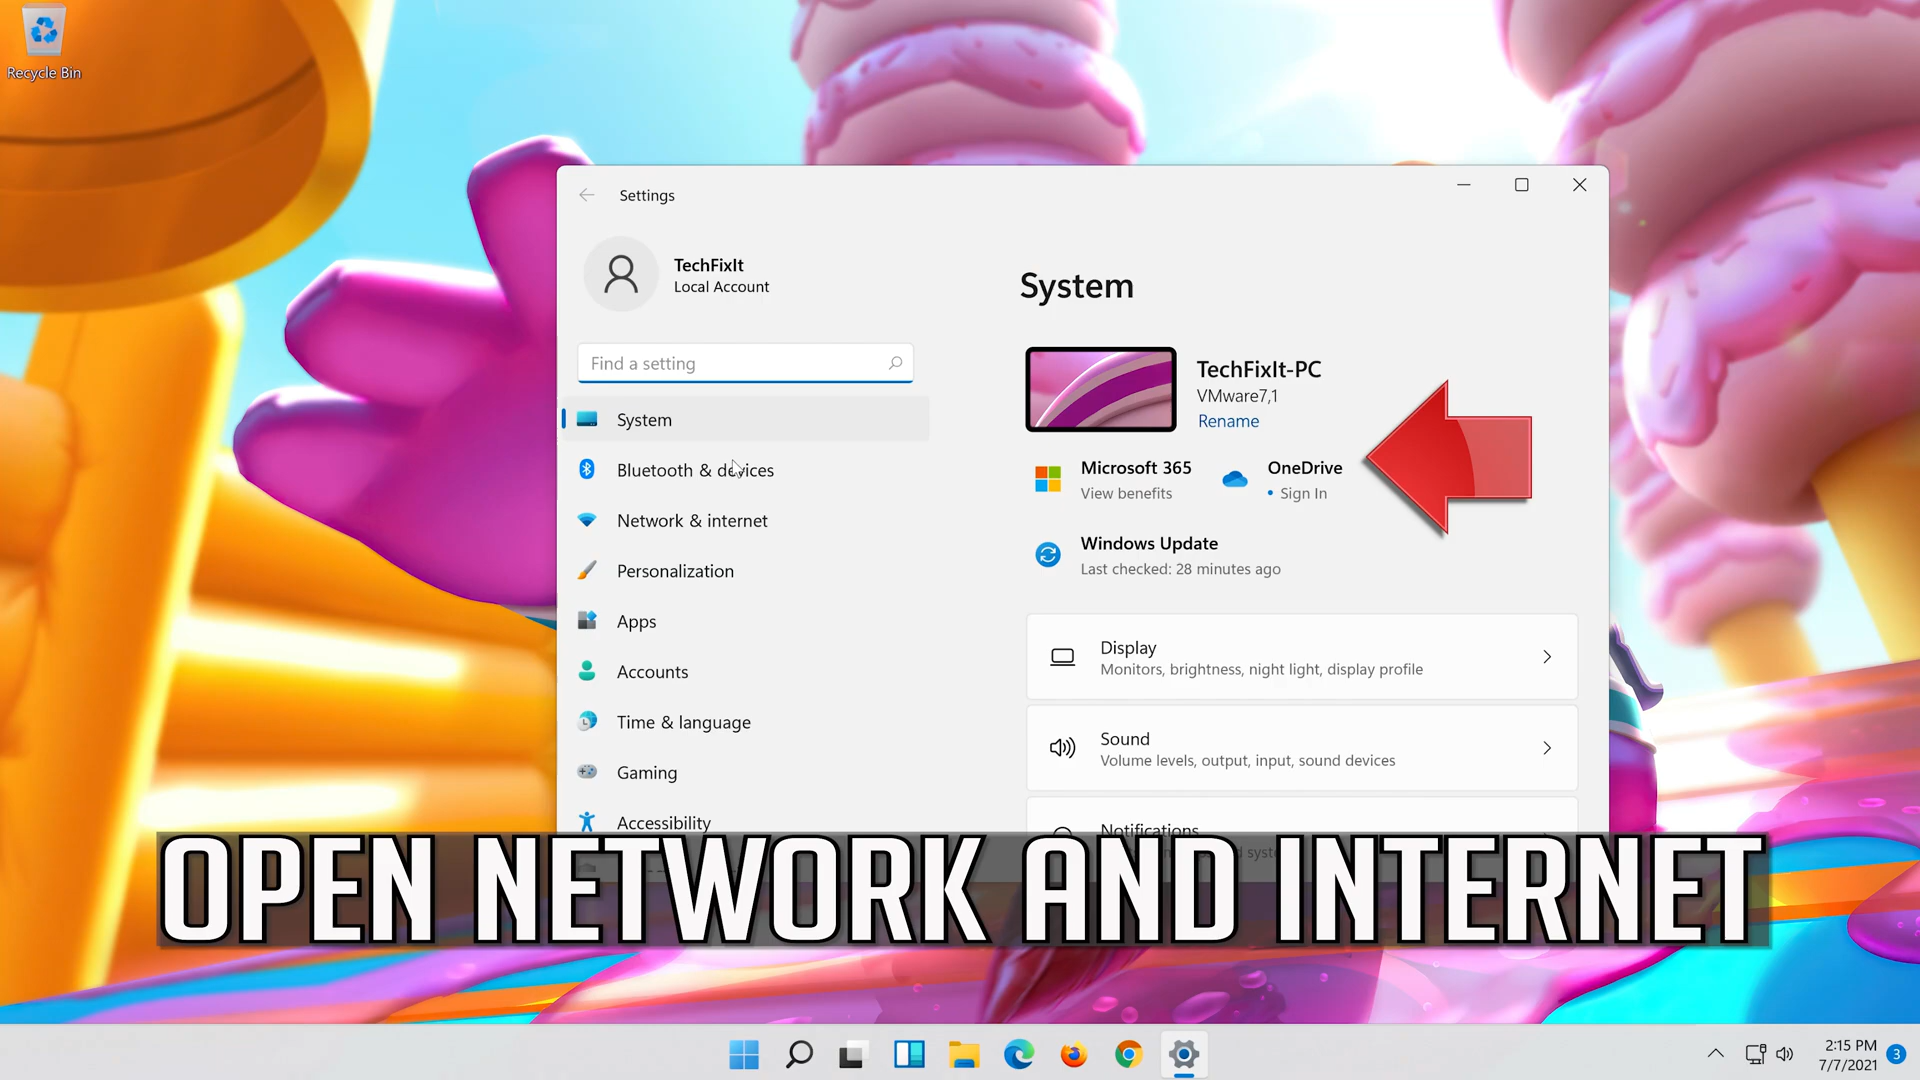 Recycle Bin
Settings
TechFixIt
Local Account
Find a setting
System
Bluetooth & devices
Network & internet
Personalization
Apps
Accounts
Time & language
Gaming
Accessibility
System
TechFixIt-PC
VMware7,1
Rename
Microsoft 365
View benefits
OneDrive
• Sign In
Windows Update
Last checked: 28 minutes ago
Display
Monitors, brightness, night light, display profile
Sound
Volume levels, output, input, sound devices
Notifications
OPEN NETWORK AND INTERNET
2:15 PM
7/7/2021
3